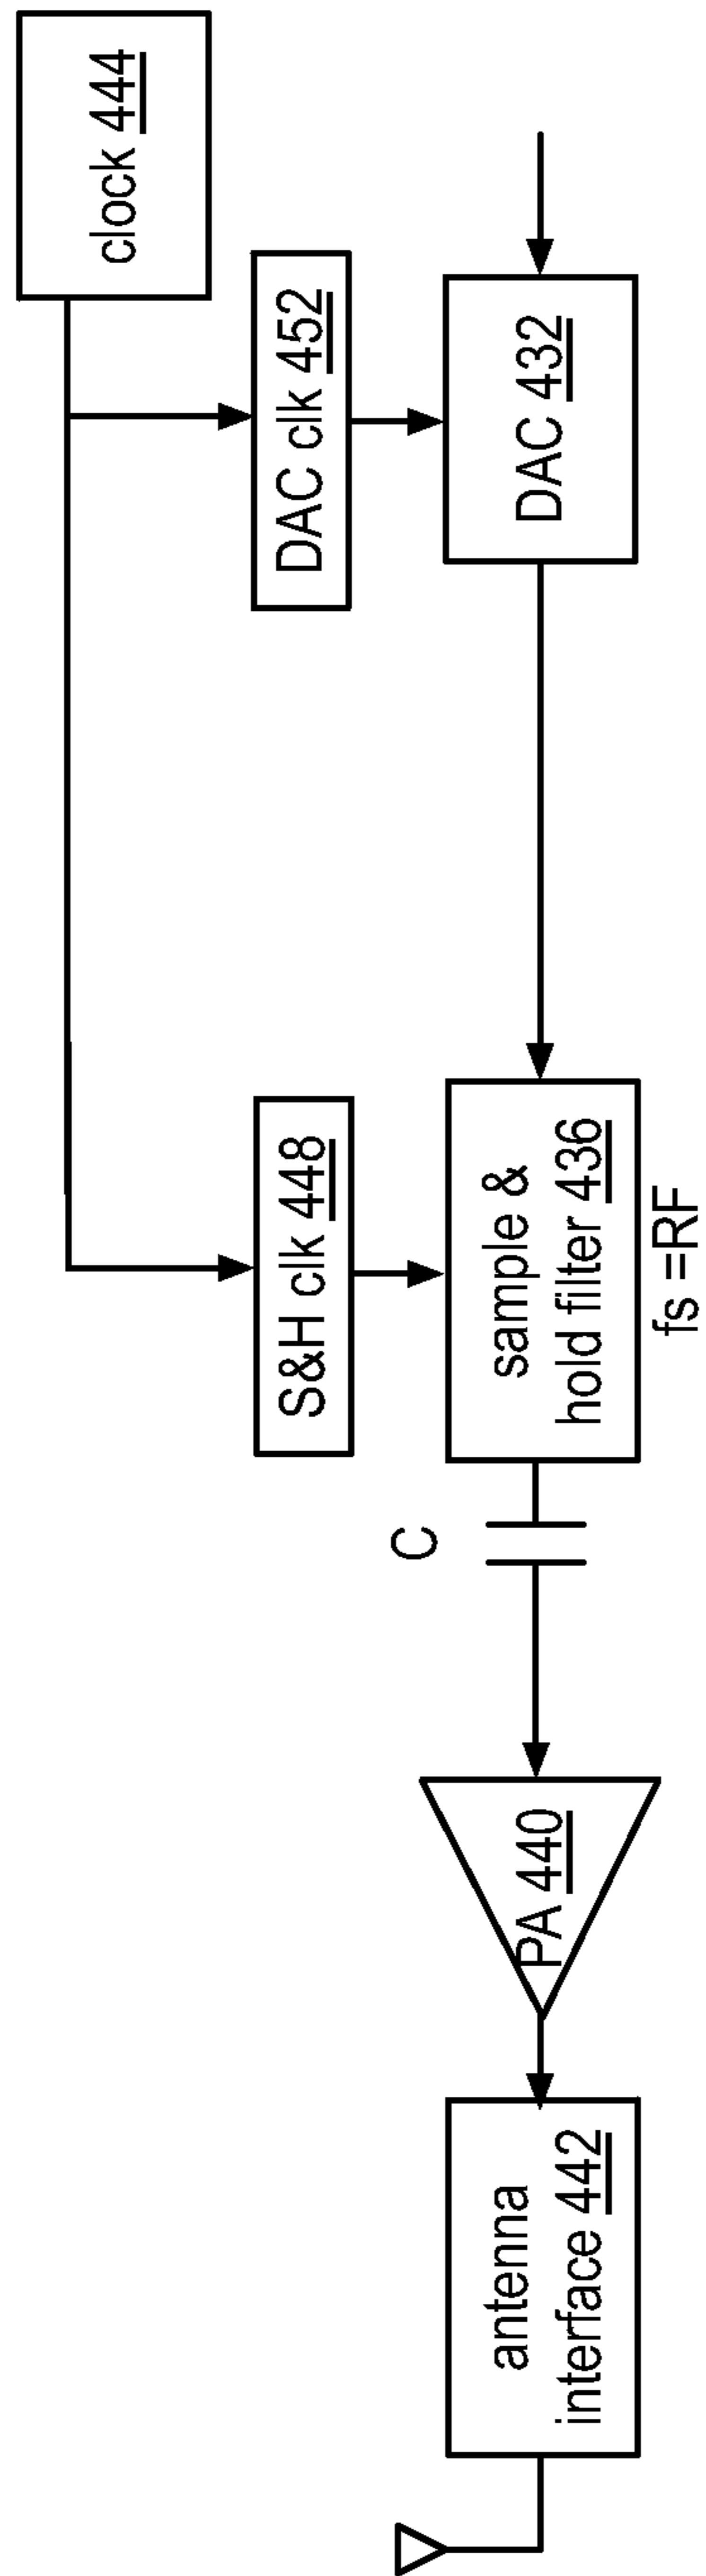 clock 444
S&H clk 448
DAC clk 452
C
antenna
interface 442
PA 440
sample &
hold filter 436
DAC 432
fs =RF